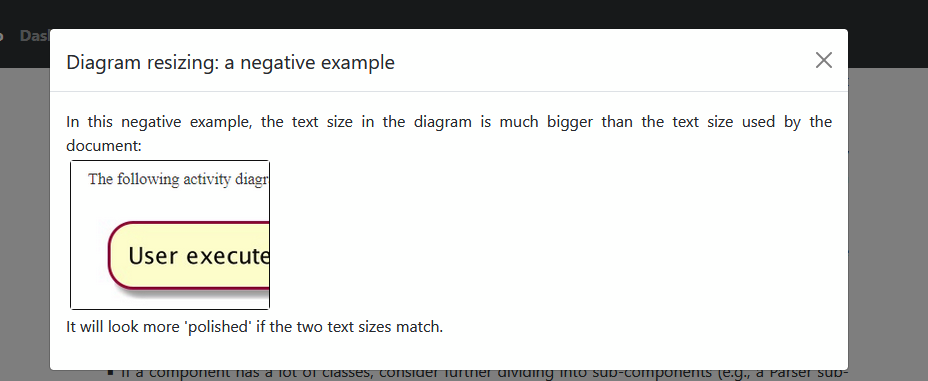 Das
Diagram resizing: a negative example
In this negative example, the text size in the diagram is much bigger than the text size used by the
document:
The following activity diagr
User execute
It will look more 'polished' if the two text sizes match.
If a component has a lot of classes, consider further dividing into sub-components (e.g., a Parser sub-